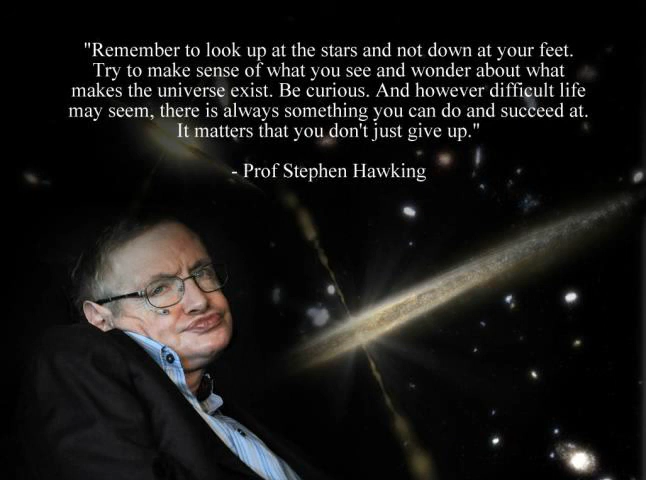 "Remember to look up at the stars and not down at your feet.
Try to make sense of what you see and wonder about what
makes the universe exist. Be curious. And however difficult life
may seem, there is always something you can do and succeed at.
It matters that you don't just give up."
- Prof Stephen Hawking